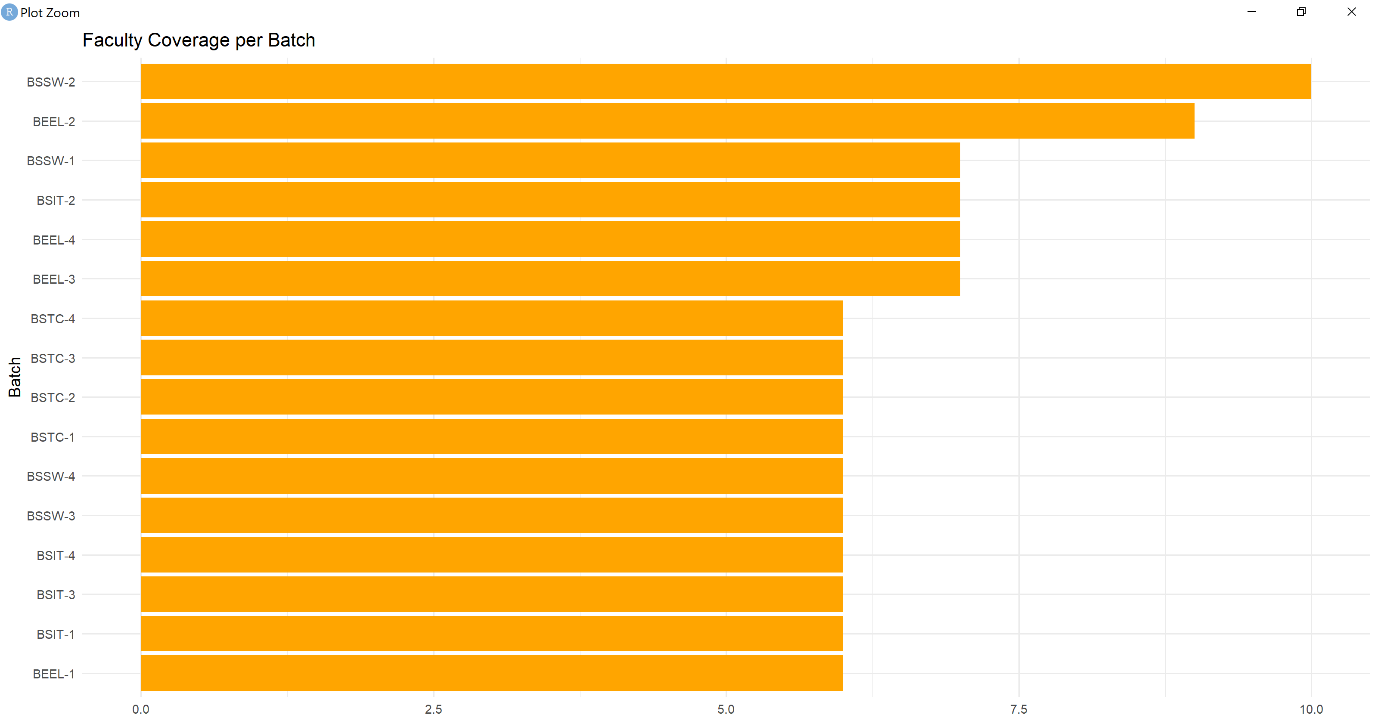 R Plot Zoom
Faculty Coverage per Batch
BSSW-2
BEEL-2
BSSW-1
BSIT-2
BEEL-4
BEEL-3
BSTC-4
BSTC-3
BSTC-2
BSTC-1
BSSW-4
BSSW-3
BSIT-4
BSIT-3
BSIT-1
BEEL-1
Batch
0.0 2.5 5.0 7.5 10.0